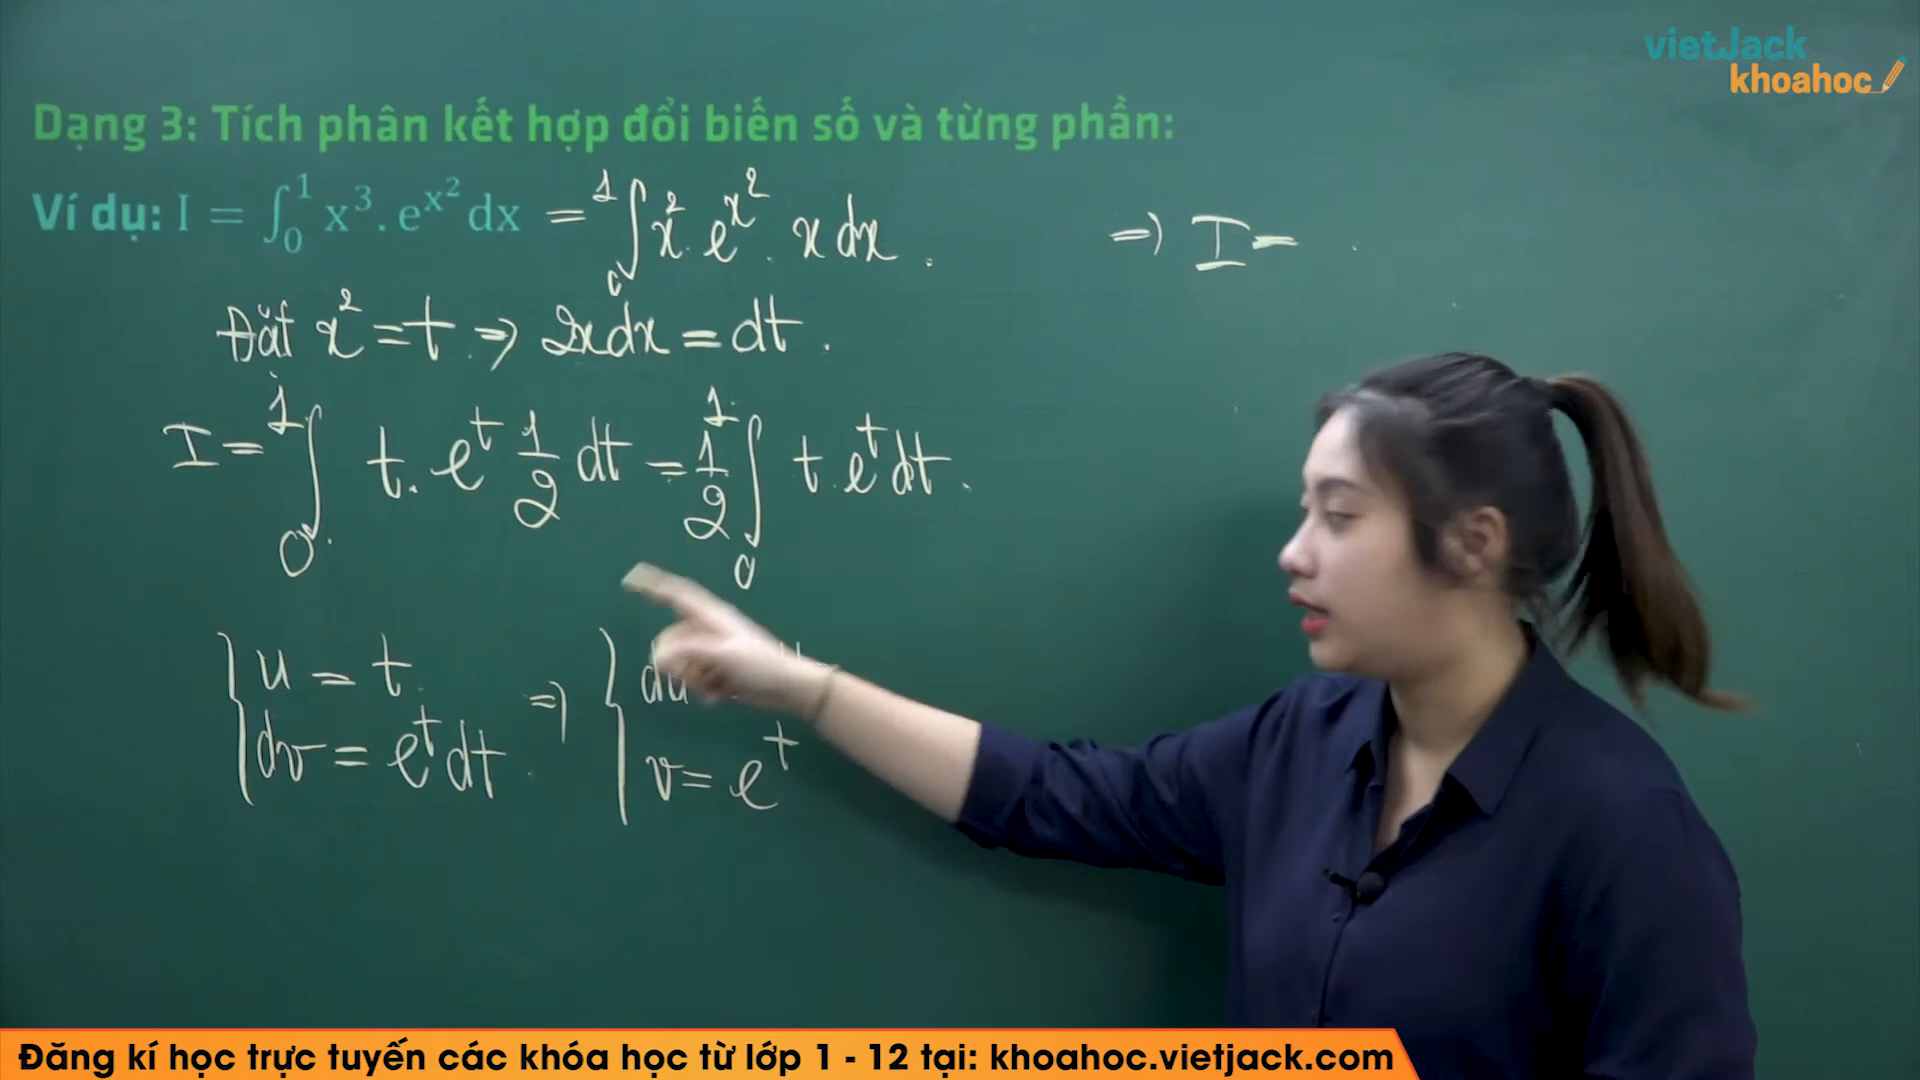 vietJack
khoahoc
Dạng 3: Tích phân kết hợp đổi biến số và từng phần:
Ví dụ: I = ∫₀¹ x³ . e^(x²) dx = ∫₀¹ x² . e^(x²) . x dx .
Đặt x² = t => 2xdx = dt .
I = ∫₀¹ t . e^t 1/2 dt = 1/2 ∫₀¹ t . e^t dt .
{ u = t
dv = e^t dt
=> { du
v = e^t
=> I =
Đăng kí học trực tuyến các khóa học từ lớp 1 - 12 tại: khoahoc.vietjack.com